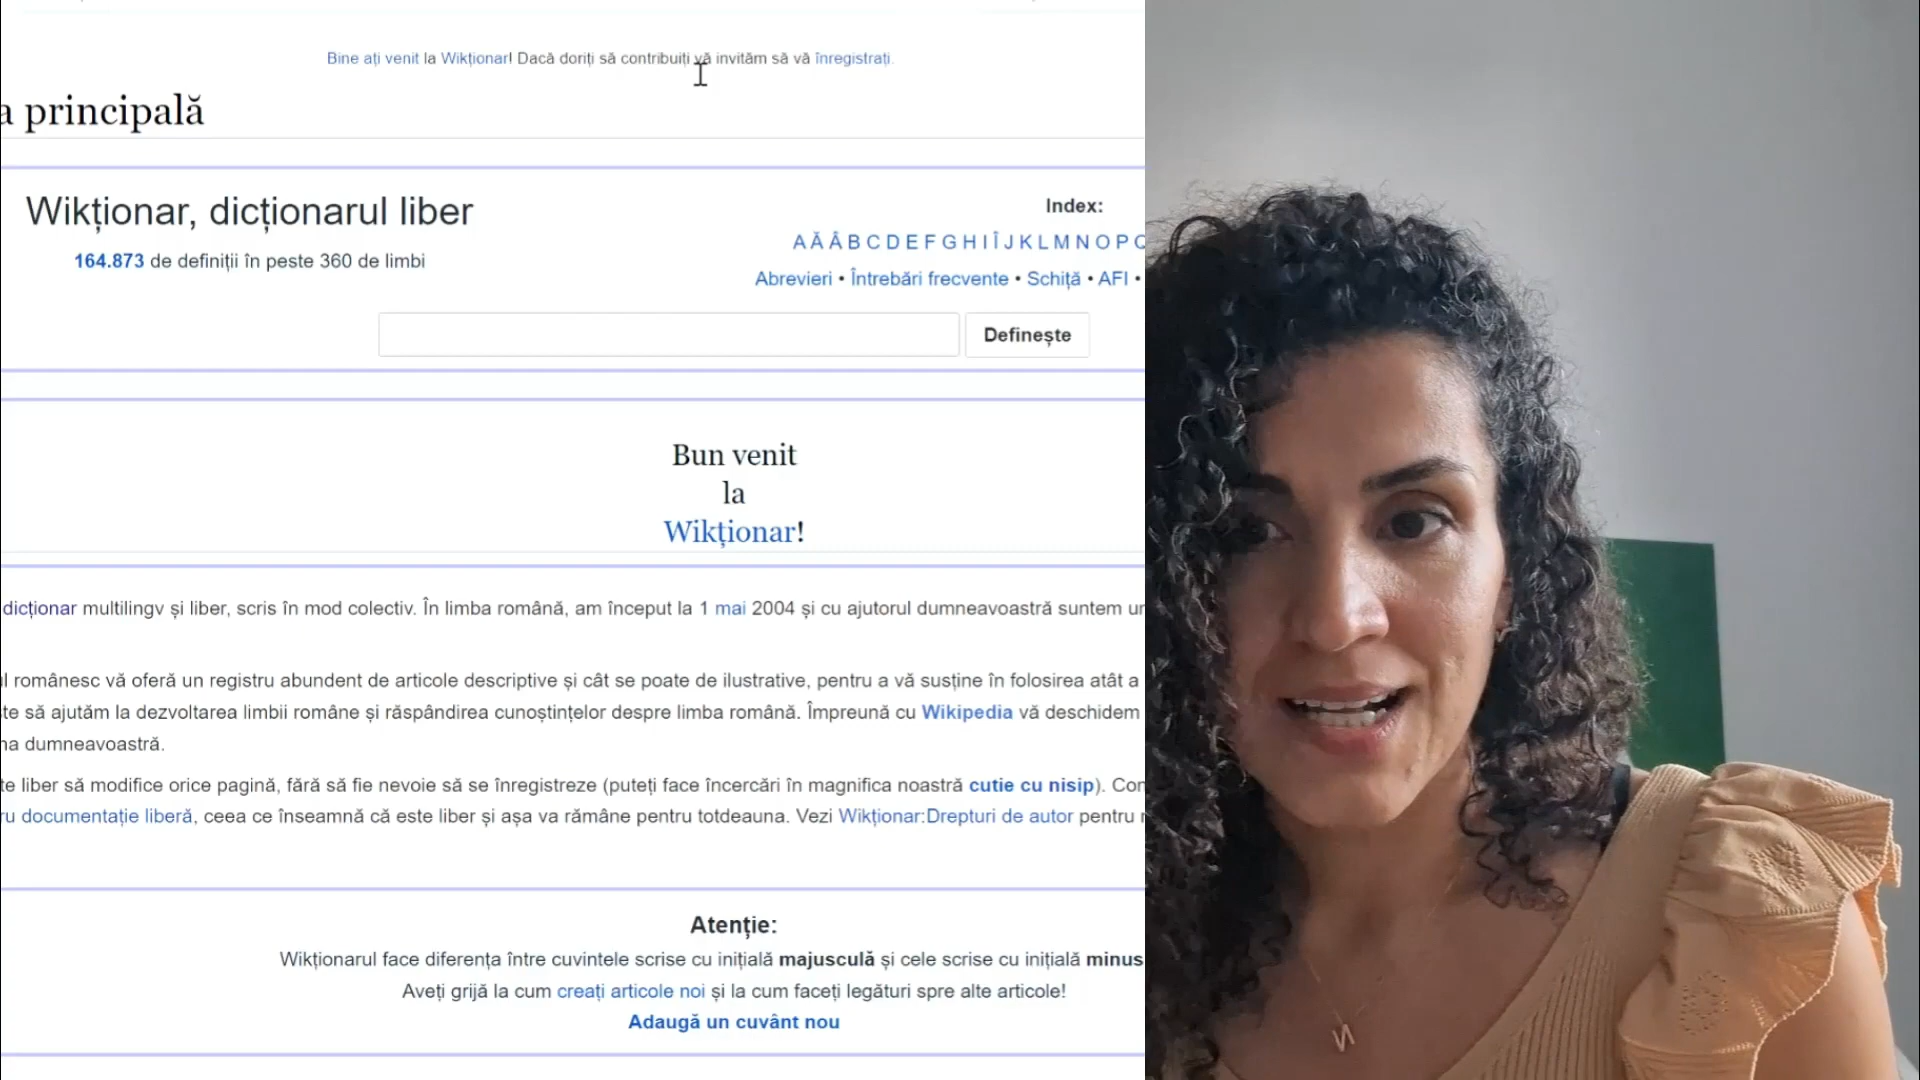 Bine ați venit la Wikționar! Dacă doriți să contribuiți vă invităm să vă înregistrați.
a principală
Wikționar, dicționarul liber
164.873 de definiții în peste 360 de limbi
Index:
A Ă Â B C D E F G H I Î J K L M N O P Q
Abrevieri • Întrebări frecvente • Schiță • AFI •
Definește
Bun venit
la
Wikționar!
dicționar multilingv și liber, scris în mod colectiv. În limba română, am început la 1 mai 2004 și cu ajutorul dumneavoastră suntem
românesc vă oferă un registru abundent de articole descriptive și cât se poate de ilustrative, pentru a vă susține în folosirea atât a
te să ajutăm la dezvoltarea limbii române și răspândirea cunoștințelor despre limba română. Împreună cu Wikipedia vă deschidem
na dumneavoastră.
te liber să modifice orice pagină, fără să fie nevoie să se înregistreze (puteți face încercări în magnifica noastră cutie cu nisip). Con
ru documentație liberă, ceea ce înseamnă că este liber și așa va rămâne pentru totdeauna. Vezi Wikționar:Drepturi de autor pentru
Atenție:
Wikționarul face diferența între cuvintele scrise cu inițială majusculă și cele scrise cu inițială minus
Aveți grijă la cum creați articole noi și la cum faceți legături spre alte articole!
Adaugă un cuvânt nou